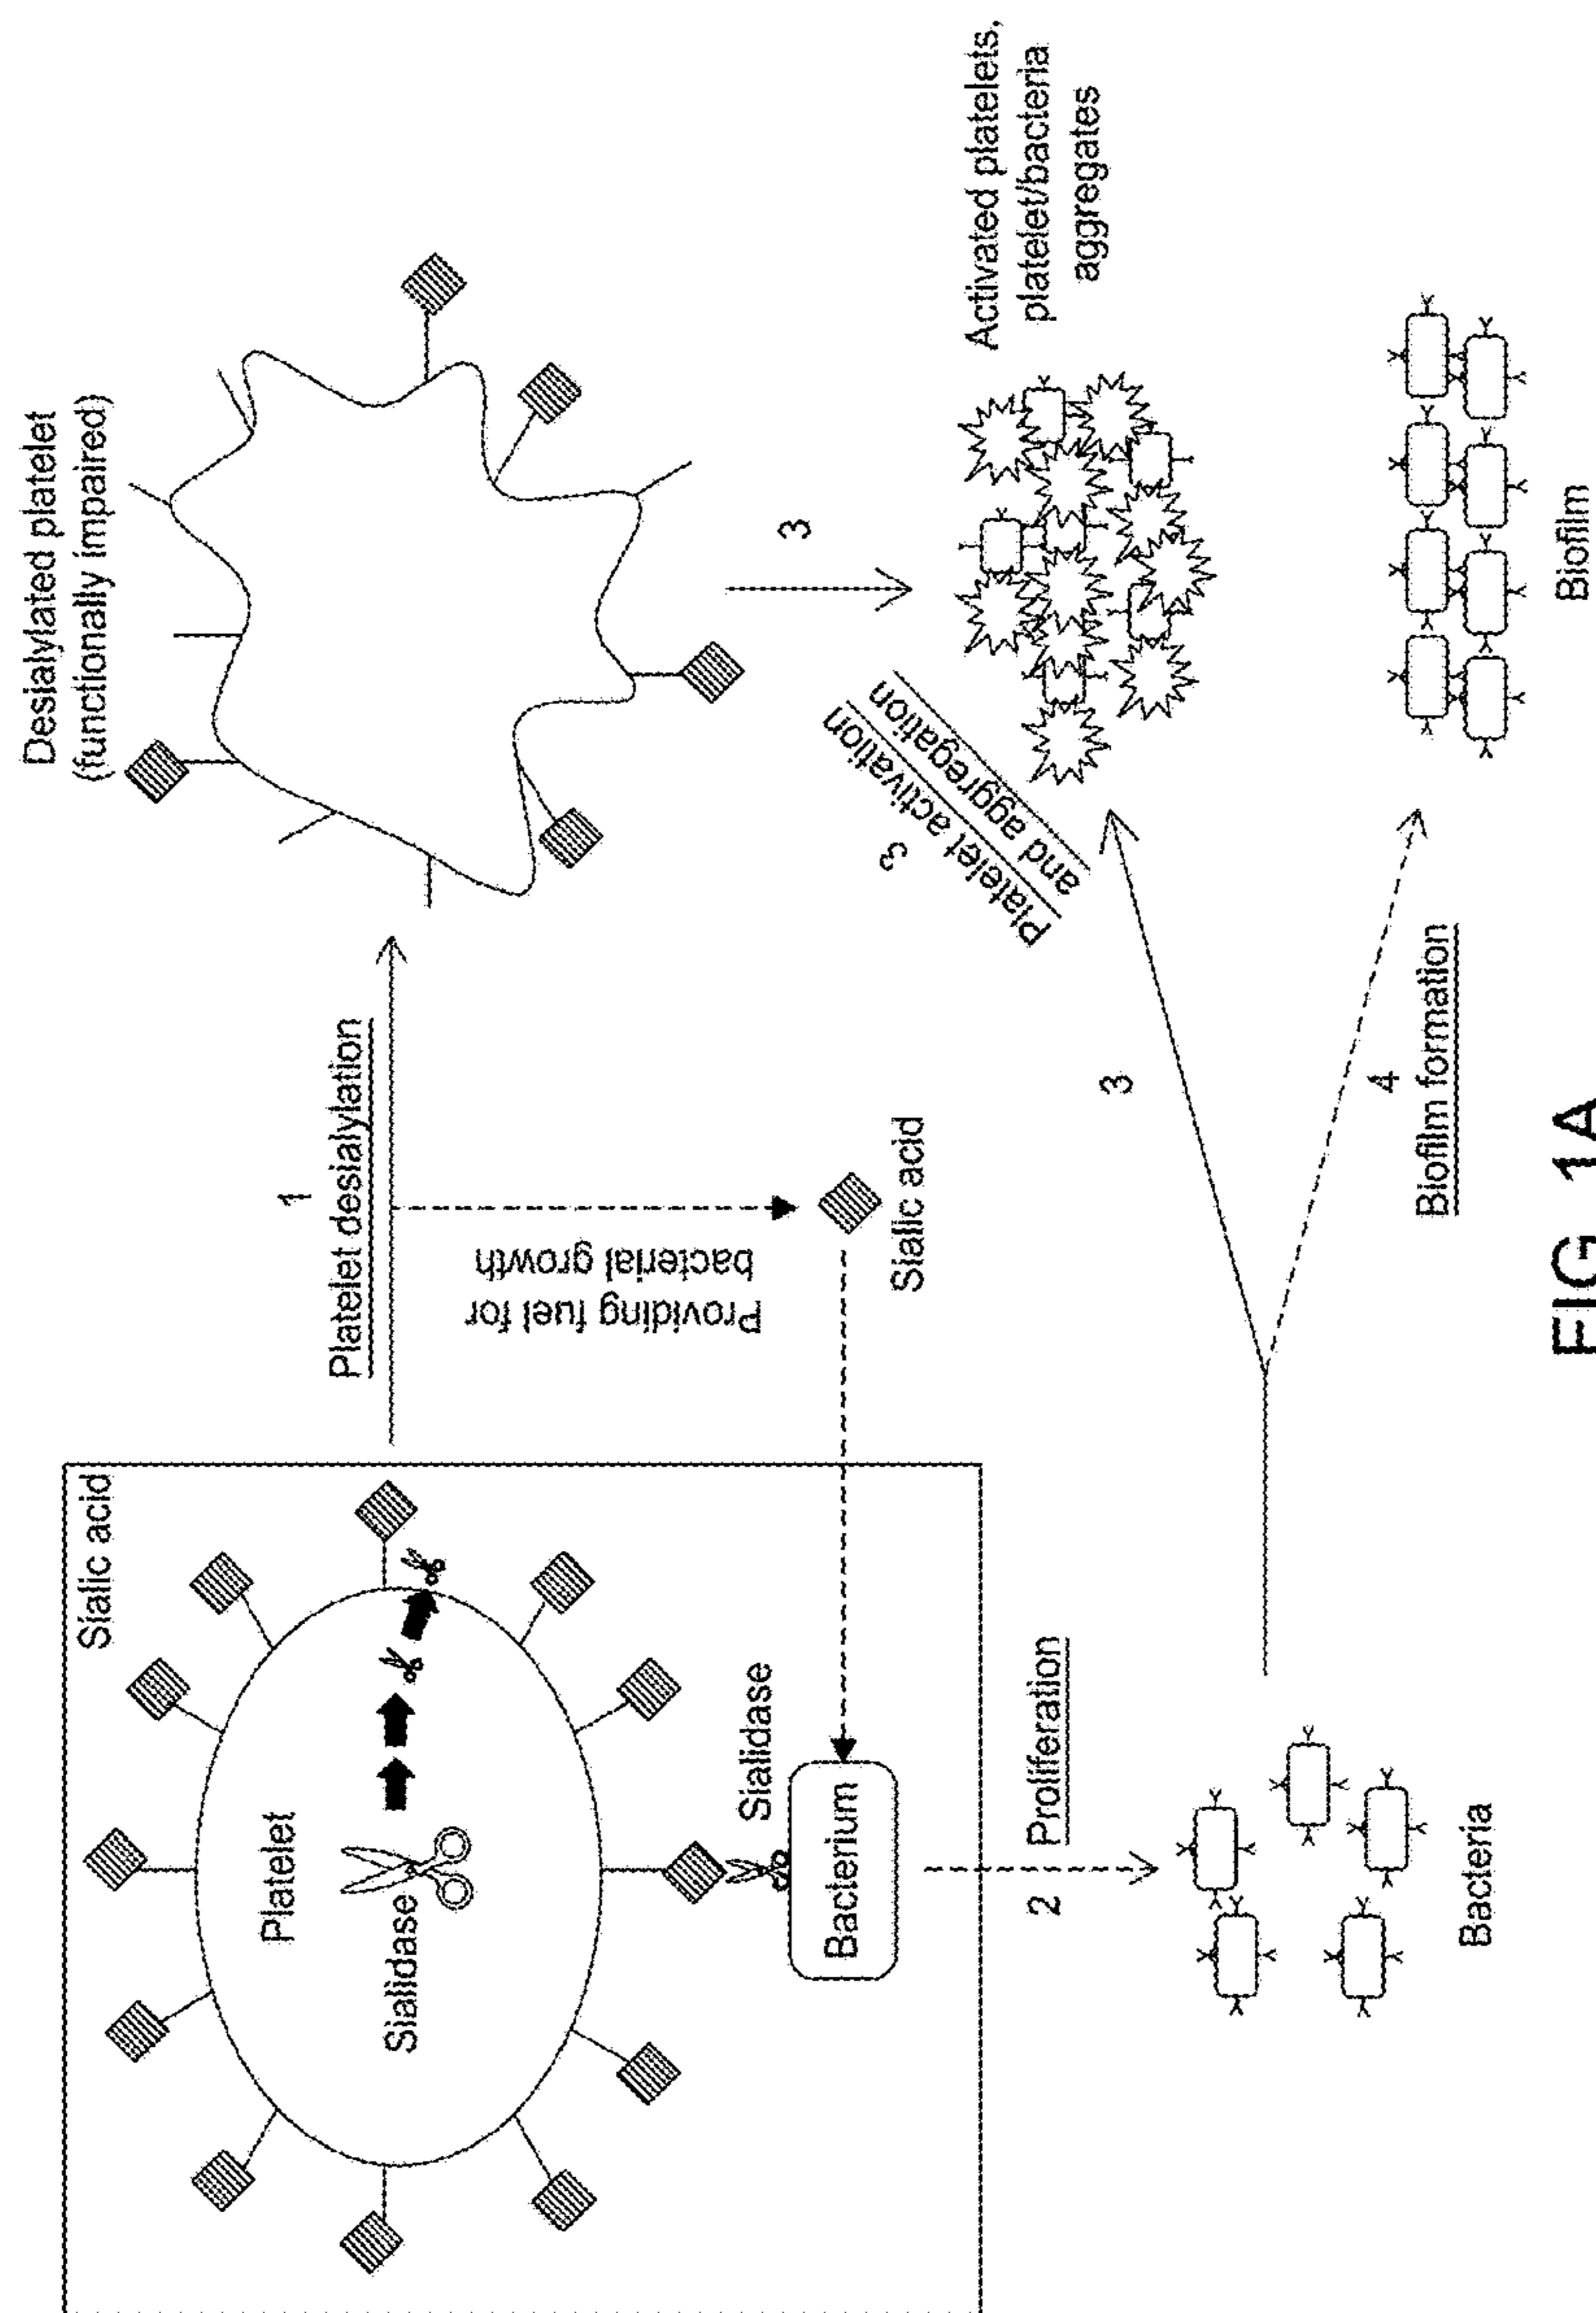 Sialic acid
Platelet
Sialidase
Sialidase
Bacterium
1
Platelet desialylation
Providing fuel for
bacterial growth
Sialic acid
Desialylated platelet
(functionally impaired)
3
2
Proliferation
Bacteria
3
Platelet activation
and aggregation
3
Activated platelets,
platelet/bacteria
aggregates
4
Biofilm formation
Biofilm
FIG 1A